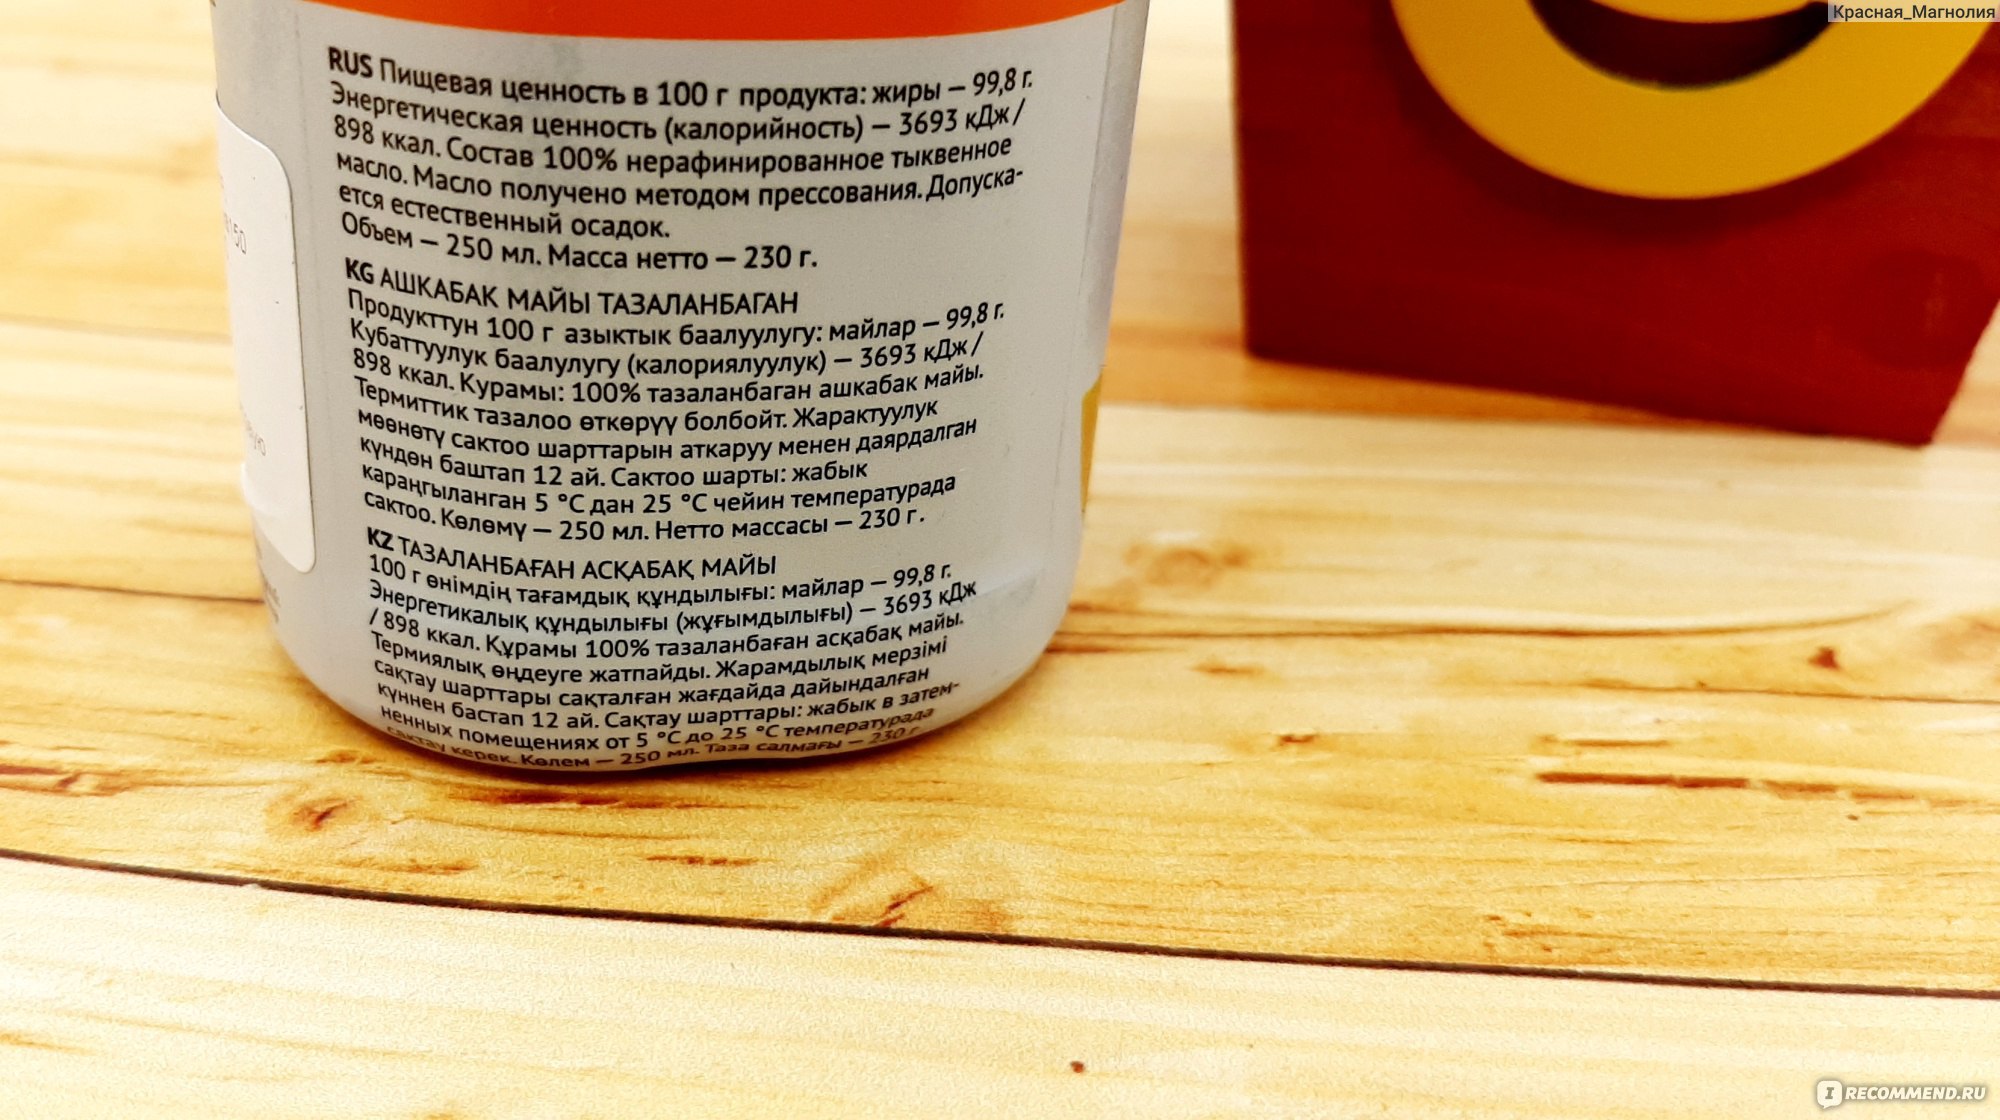 Красная_Магнолия
RUS Пищевая ценность в 100 г продукта: жиры — 99,8 г.
Энергетическая ценность (калорийность) — 3693 кДж /
898 ккал. Состав 100% нерафинированное тыквенное
масло. Масло получено методом прессования. Допуска-
ется естественный осадок.
Объем — 250 мл. Масса нетто — 230 г.
KG АШКАБАК МАЙЫ ТАЗАЛАНБАГАН
Продукттун 100 г азыктык баалуулугу: майлар — 99,8 г.
Кубаттуулук баалулугу (калориялуулук) — 3693 кДж /
898 ккал. Курамы: 100% тазаланбаган ашкабак майы.
Термиттик тазалоо өткөрүү болбойт. Жарактуулук
мөөнөтү сактоо шарттарын аткаруу менен даярдалган
күндөн баштап 12 ай. Сактоо шарты: жабык
караңгыланган 5 °C дан 25 °C чейин температурада
сактоо. Көлөмү — 250 мл. Нетто массасы — 230 г.
KZ ТАЗАЛАНБАҒАН АСҚАБАҚ МАЙЫ
100 г өнімдің тағамдық құндылығы: майлар — 99,8 г.
Энергетикалық құндылығы (жұғымдылығы) — 3693 кДж
/ 898 ккал. Құрамы 100% тазаланбаған асқабақ майы.
Термиялық өңдеуге жатпайды. Жарамдылық мерзімі
сақтау шарттары сақталған жағдайда дайындалған
күннен бастап 12 ай. Сақтау шарттары: жабық в затем-
ненных помещениях от 5 °C до 25 °C температурада
сақтау керек. Көлем — 250 мл. Таза салмағы — 230 г
I RECOMMEND.RU